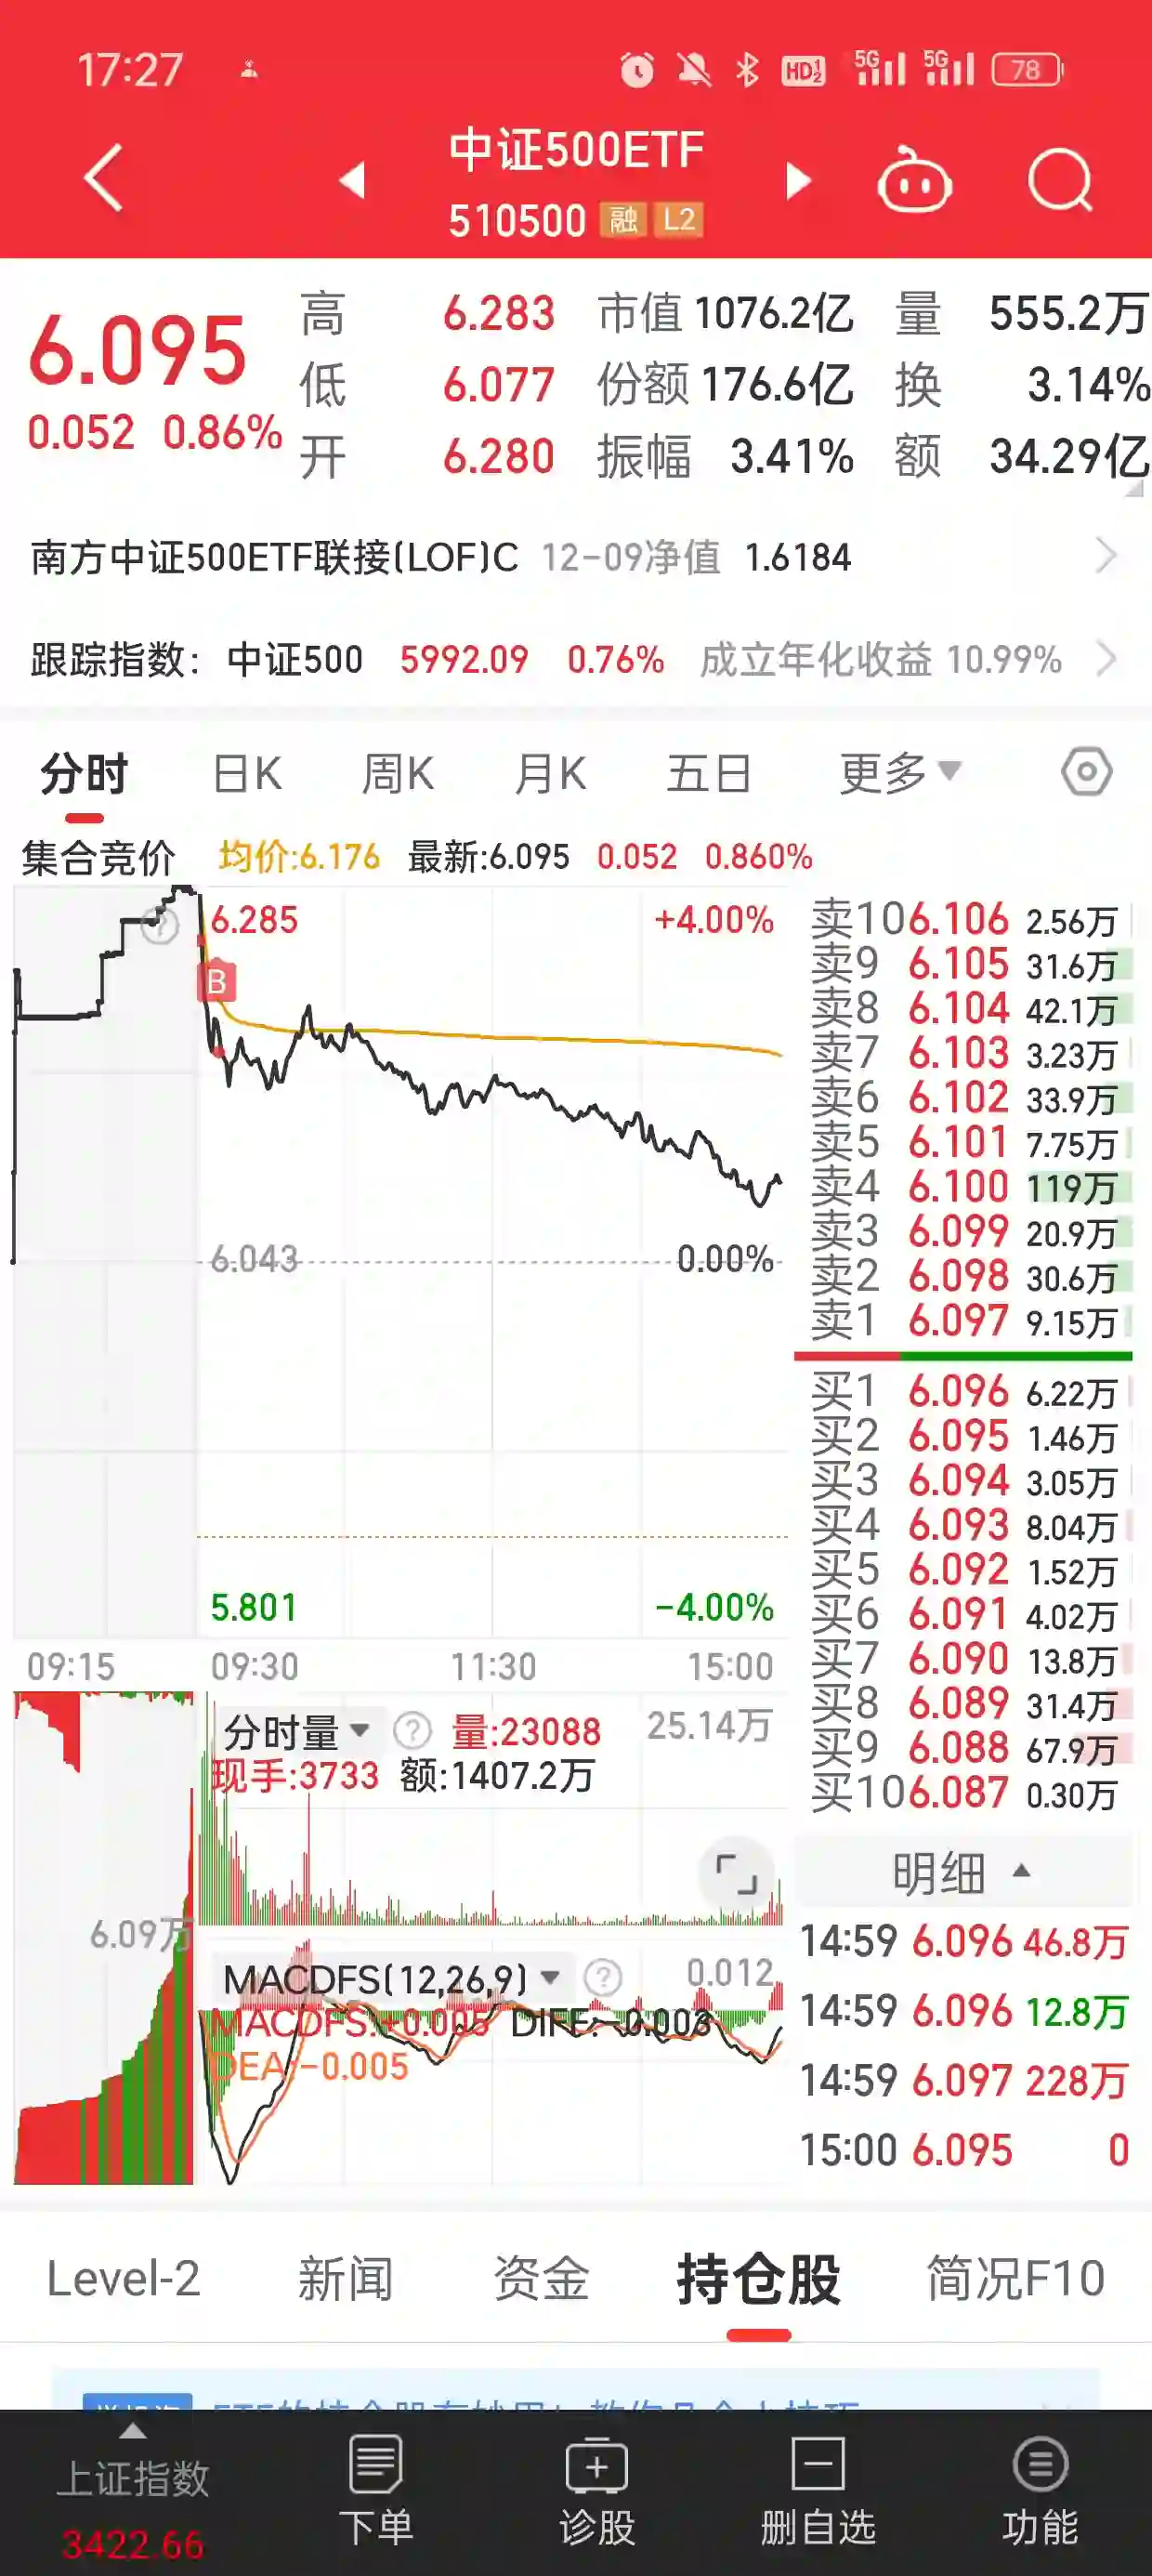 17:27 HD 1 2 5G 5G 78
中证500ETF
510500 融 L2
6.095
0.052 0.86%
高 6.283 市值 1076.2亿 量 555.2万
低 6.077 份额 176.6亿 换 3.14%
开 6.280 振幅 3.41% 额 34.29亿
南方中证500ETF联接(LOF)C 12-09净值 1.6184
跟踪指数: 中证500 5992.09 0.76% 成立年化收益 10.99%
分时 日K 周K 月K 五日 更多
集合竞价 均价:6.176 最新:6.095 0.052 0.860%
6.285 +4.00%
B
6.043 0.00%
5.801 -4.00%
09:15 09:30 11:30 15:00
分时量 ? 量:23088 25.14万
现手:3733 额:1407.2万
6.09万
MACDFS(12,26,9) ? 0.012
MACDFS:+0.005 DIFF:-0.003
DEA:-0.005
卖10 6.106 2.56万
卖9 6.105 31.6万
卖8 6.104 42.1万
卖7 6.103 3.23万
卖6 6.102 33.9万
卖5 6.101 7.75万
卖4 6.100 119万
卖3 6.099 20.9万
卖2 6.098 30.6万
卖1 6.097 9.15万
买1 6.096 6.22万
买2 6.095 1.46万
买3 6.094 3.05万
买4 6.093 8.04万
买5 6.092 1.52万
买6 6.091 4.02万
买7 6.090 13.8万
买8 6.089 31.4万
买9 6.088 67.9万
买10 6.087 0.30万
明细
14:59 6.096 46.8万
14:59 6.096 12.8万
14:59 6.097 228万
15:00 6.095 0
Level-2 新闻 资金 持仓股 简况F10
上证指数 下单 诊股 删自选 功能
3422.66